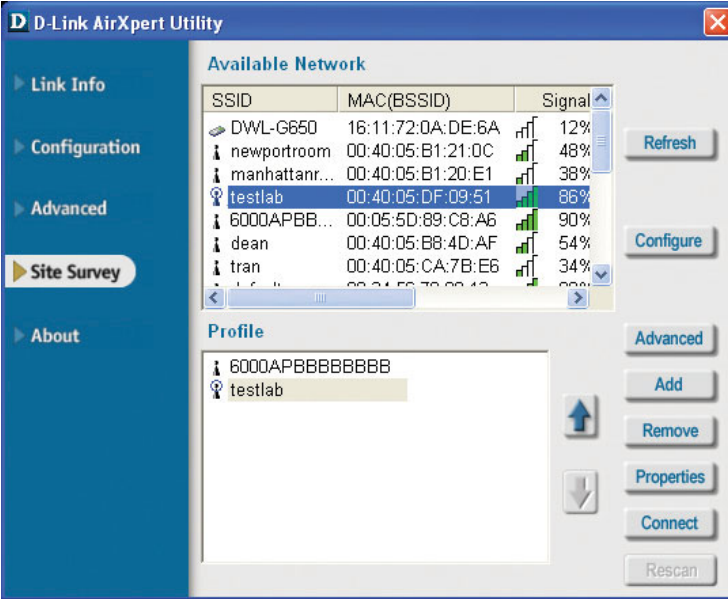 D-Link AirXpert Utility
Link Info
Configuration
Advanced
Site Survey
About
Available Network
SSID MAC(BSSID) Signal
DWL-G650 16:11:72:0A:DE:6A 12%
newportroom 00:40:05:B1:21:0C 48%
manhattanr... 00:40:05:B1:20:E1 38%
testlab 00:40:05:DF:09:51 86%
6000APBB... 00:05:5D:89:C8:A6 90%
dean 00:40:05:B8:4D:AF 54%
tran 00:40:05:CA:7B:E6 34%
Refresh
Configure
Profile
6000APBBBBBBBB
testlab
Advanced
Add
Remove
Properties
Connect
Rescan